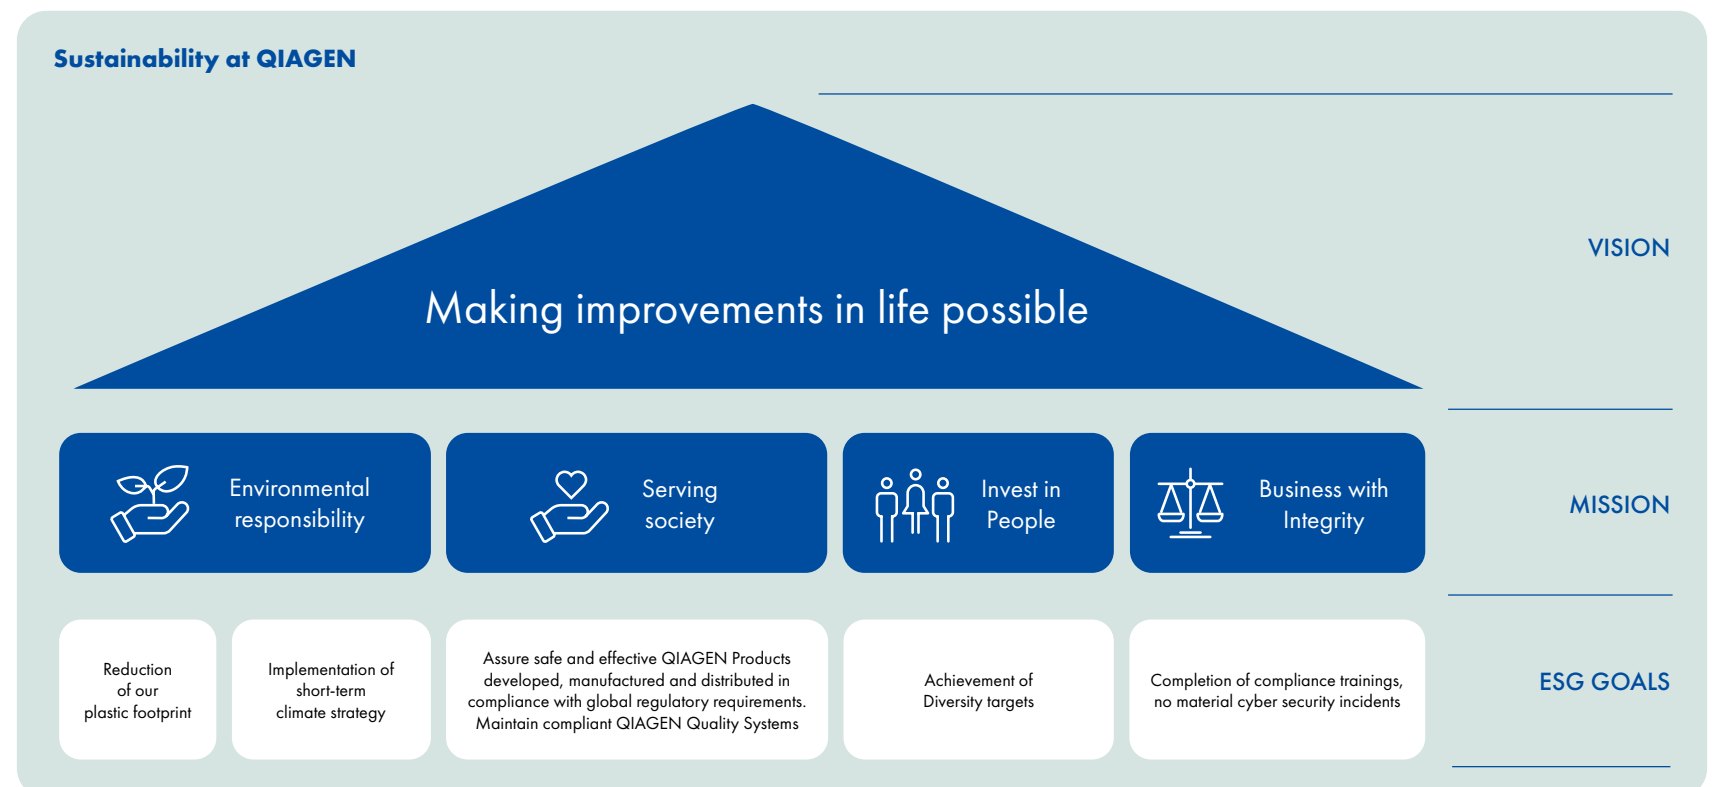 Sustainability at QIAGEN
VISION
Making improvements in life possible
Environmental
responsibility
Serving
society
Invest in
People
Business with
Integrity
MISSION
Reduction
of our
plastic footprint
Implementation of
short-term
climate strategy
Assure safe and effective QIAGEN Products
developed, manufactured and distributed in
compliance with global regulatory requirements.
Maintain compliant QIAGEN Quality Systems
Achievement of
Diversity targets
Completion of compliance trainings,
no material cyber security incidents
ESG GOALS